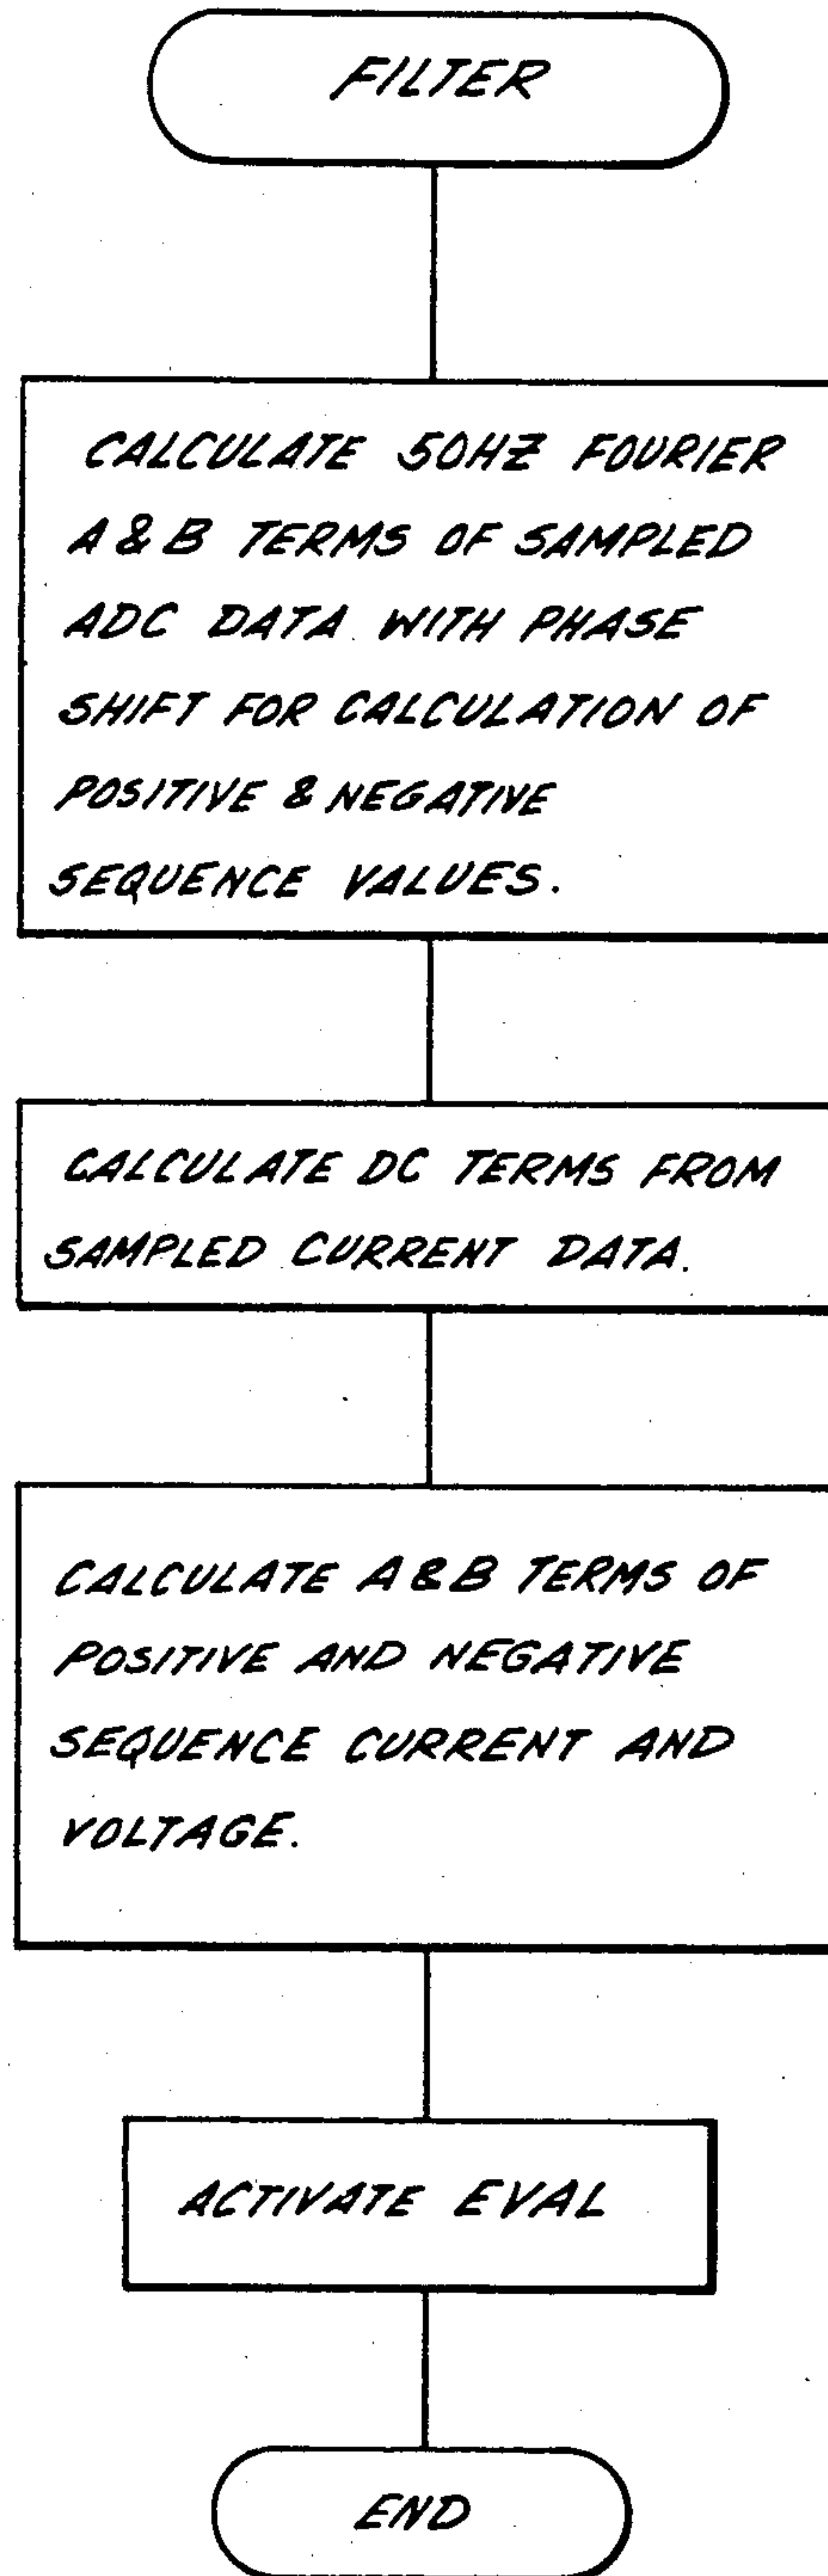 FILTER
CALCULATE 50HZ FOURIER
A & B TERMS OF SAMPLED
ADC DATA WITH PHASE
SHIFT FOR CALCULATION OF
POSITIVE & NEGATIVE
SEQUENCE VALUES.
CALCULATE DC TERMS FROM
SAMPLED CURRENT DATA.
CALCULATE A & B TERMS OF
POSITIVE AND NEGATIVE
SEQUENCE CURRENT AND
VOLTAGE.
ACTIVATE EVAL
END